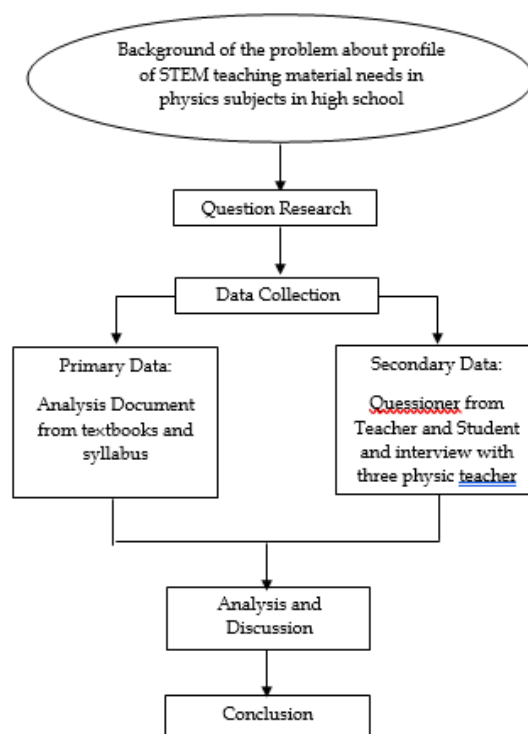 Background of the problem about profile
of STEM teaching material needs in
physics subjects in high school
Question Research
Data Collection
Primary Data:
Analysis Document
from textbooks and
syllabus
Secondary Data:
Quessioner from
Teacher and Student
and interview with
three physic teacher
Analysis and
Discussion
Conclusion